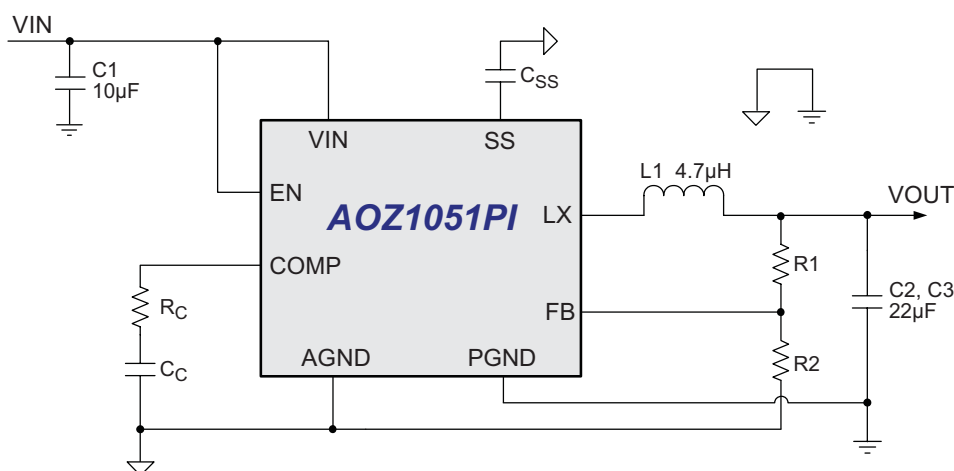 VIN
C1
10µF
CSS
VIN
SS
EN
L1 4.7µH
VOUT
AOZ1051PI
LX
COMP
R1
RC
C2, C3
22µF
FB
CC
AGND
PGND
R2